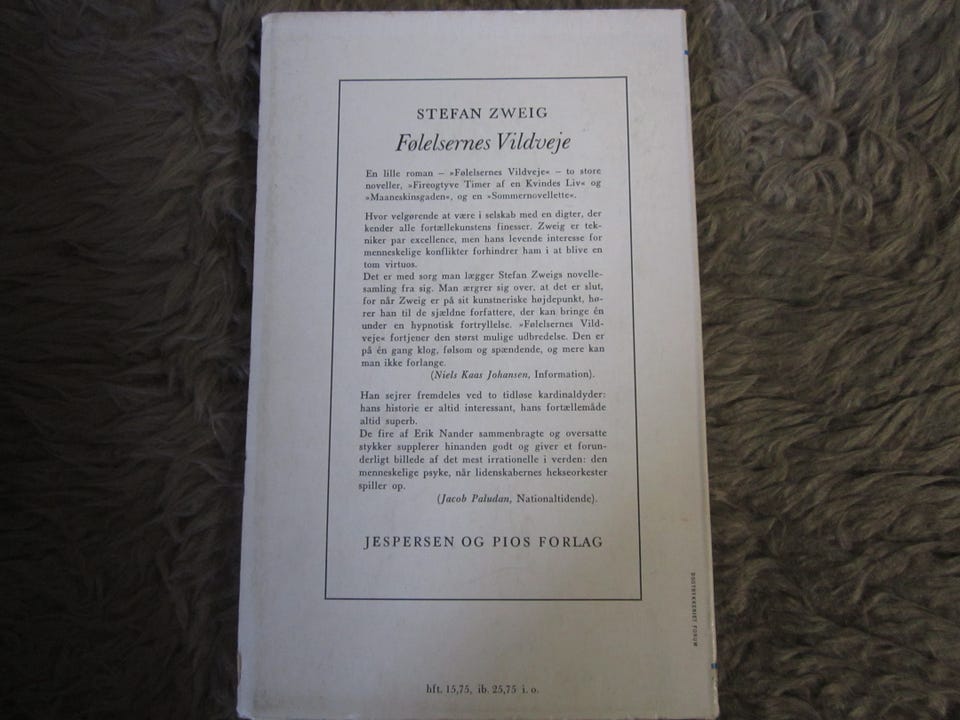 STEFAN ZWEIG
Følelsernes Vildveje
En lille roman – »Følelsernes Vildveje« – to store
noveller, »Fireogtyve Timer af en Kvindes Liv« og
»Maaneskinsgaden«, og en »Sommernovellette«.
Hvor velgørende at være i selskab med en digter, der
kender alle fortællekunstens finesser. Zweig er tek-
niker par excellence, men hans levende interesse for
menneskelige konflikter forhindrer ham i at blive en
tom virtuos.
Det er med sorg man lægger Stefan Zweigs novelle-
samling fra sig. Man ærgrer sig over, at det er slut,
for når Zweig er på sit kunstneriske højdepunkt, hø-
rer han til de sjældne forfattere, der kan bringe én
under en hypnotisk fortryllelse. »Følelsernes Vild-
veje« fortjener den størst mulige udbredelse. Den er
på én gang klog, følsom og spændende, og mere kan
man ikke forlange.
(Niels Kaas Johansen, Information).
Han sejrer fremdeles ved to tidløse kardinaldyder:
hans historie er altid interessant, hans fortællemåde
altid superb.
De fire af Erik Nander sammenbragte og oversatte
stykker supplerer hinanden godt og giver et forun-
derligt billede af det mest irrationelle i verden: den
menneskelige psyke, når lidenskabernes hekseorkester
spiller op.
(Jacob Paludan, Nationaltidende).
JESPERSEN OG PIOS FORLAG
BOGTRYKKERIET FORUM
hft. 15,75, ib. 25,75 i. o.